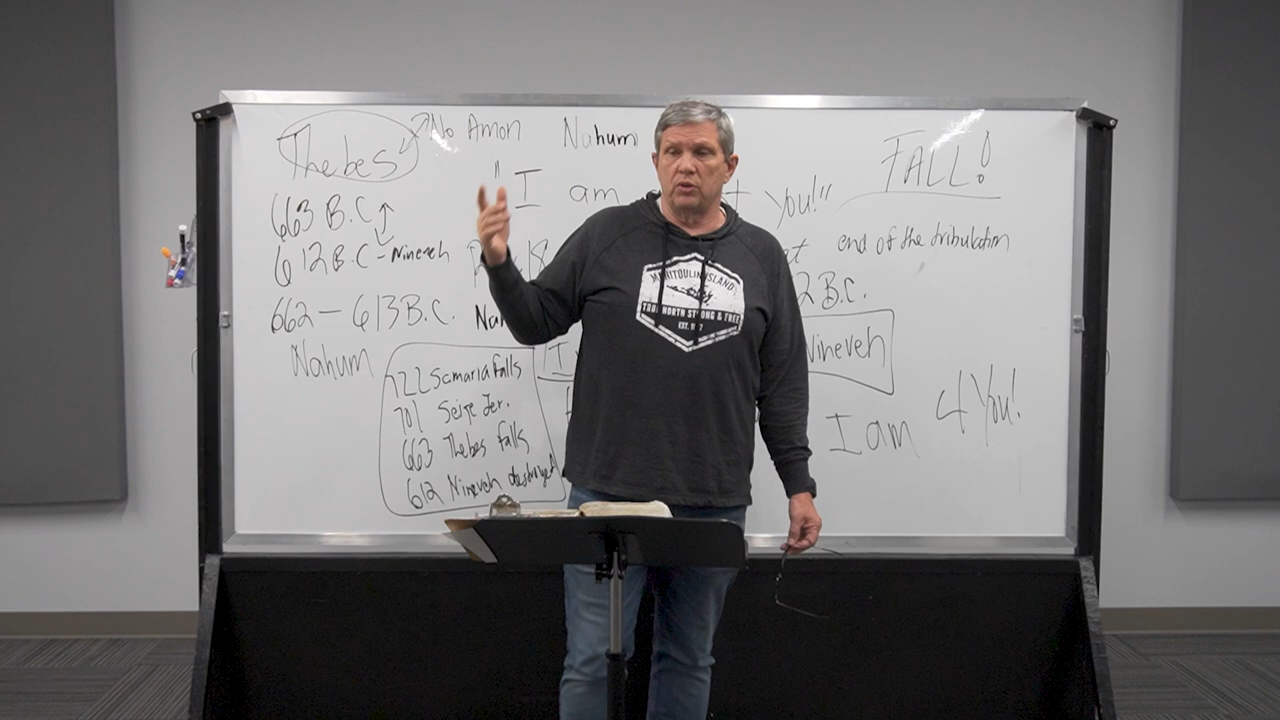 Thebes No Amon Nahum
FALL!
"I am t you!"
663 B.C
612 B.C - Nineveh
end of the tribulation
2 B.C.
662 - 613 B.C. Na
Nahum
Nineveh
722 Samaria falls
701 Seige Jer.
663 Thebes falls
612 Nineveh destroyed
I am 4 You!
MANITOULIN ISLAND
TRUE NORTH STRONG & FREE
EST.